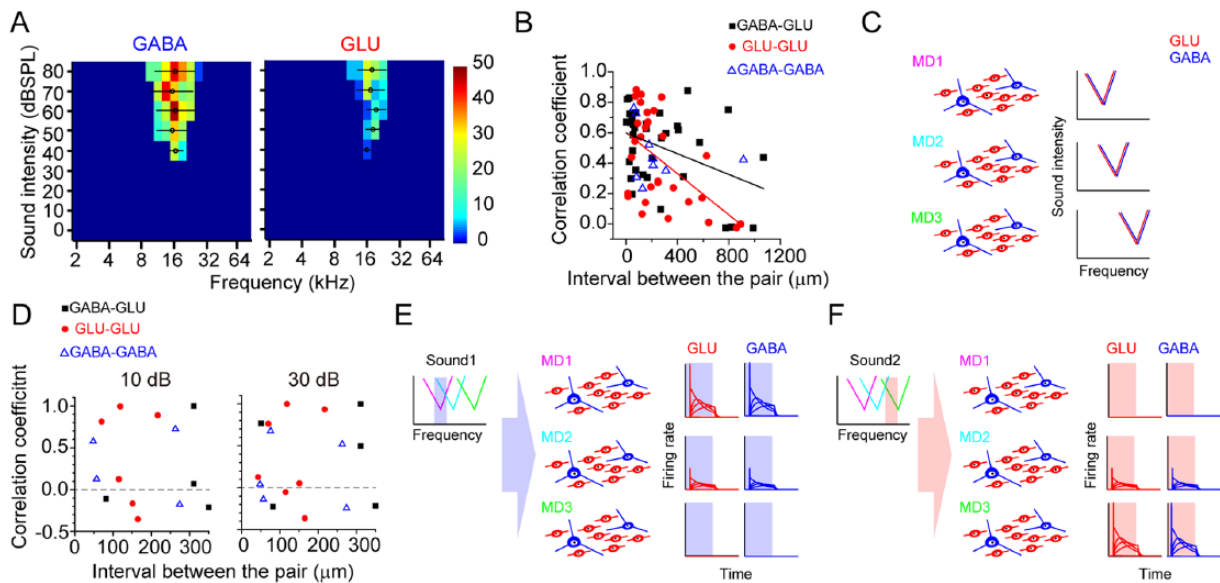 A
GABA
GLU
Sound intensity (dBSPL)
80
70
60
50
40
30
20
10
0
2 4 8 16 32 64
2 4 8 16 32 64
Frequency (kHz)
50
40
30
20
10
0
B
GABA-GLU
GLU-GLU
GABA-GABA
Correlation coefficient
1.0
0.8
0.6
0.4
0.2
0.0
0 400 800 1200
Interval between the pair (μm)
C
GLU
GABA
MD1
MD2
MD3
Sound intensity
Frequency
D
GABA-GLU
GLU-GLU
GABA-GABA
10 dB
30 dB
Correlation coefficitnt
1.0
0.5
0.0
-0.5
0 100 200 300
0 100 200 300
Interval between the pair (μm)
E
Sound1
Frequency
MD1
MD2
MD3
GLU
GABA
Firing rate
Time
F
Sound2
Frequency
MD1
MD2
MD3
GLU
GABA
Firing rate
Time